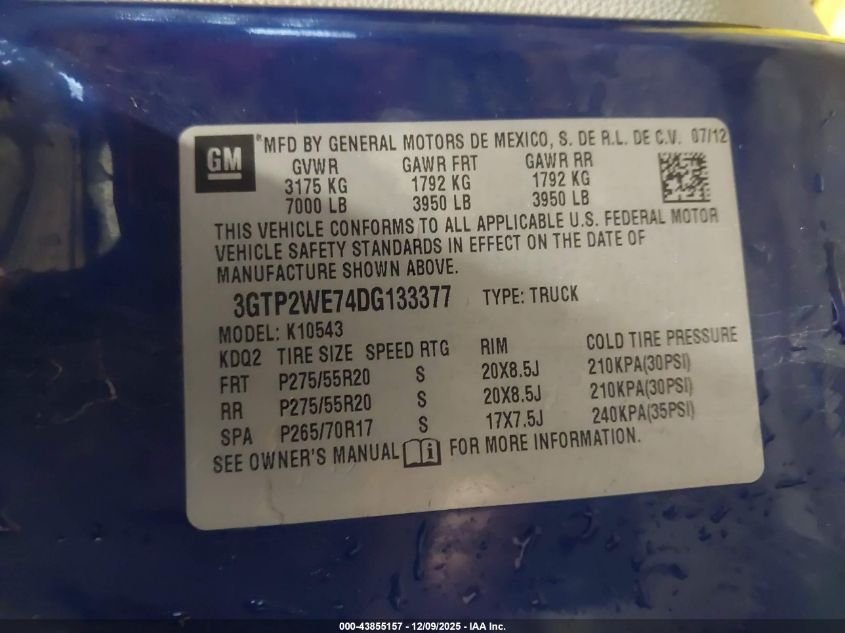 GM
*MFD BY GENERAL MOTORS DE MEXICO, S. DE R.L. DE C.V. 07/12
GVWR GAWR FRT GAWR RR
3175 KG 1792 KG 1792 KG
7000 LB 3950 LB 3950 LB
THIS VEHICLE CONFORMS TO ALL APPLICABLE U.S. FEDERAL MOTOR
VEHICLE SAFETY STANDARDS IN EFFECT ON THE DATE OF
MANUFACTURE SHOWN ABOVE.
3GTP2WE74DG133377 TYPE: TRUCK
MODEL: K10543
KDQ2 TIRE SIZE SPEED RTG RIM COLD TIRE PRESSURE
FRT P275/55R20 S 20X8.5J 210KPA(30PSI)
RR P275/55R20 S 20X8.5J 210KPA(30PSI)
SPA P265/70R17 S 17X7.5J 240KPA(35PSI)
SEE OWNER'S MANUAL i FOR MORE INFORMATION.
000-43855157 - 12/09/2025 - IAA Inc.